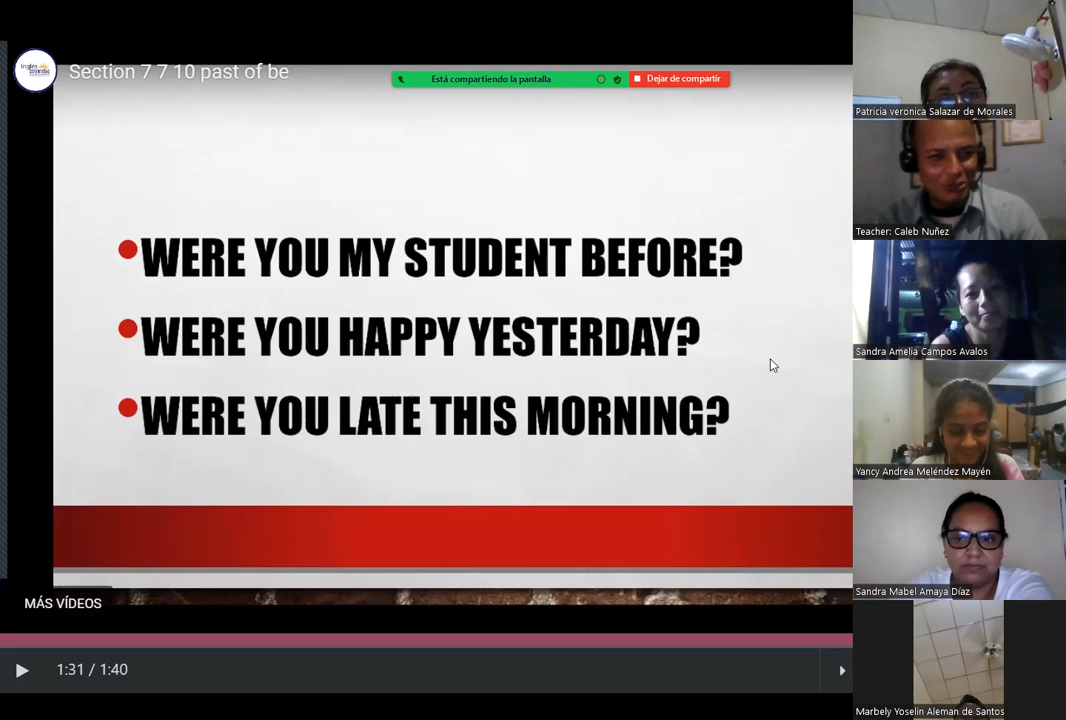 Section 7 7 10 past of be
Está compartiendo la pantalla
Dejar de compartir
•WERE YOU MY STUDENT BEFORE?
•WERE YOU HAPPY YESTERDAY?
•WERE YOU LATE THIS MORNING?
MÁS VÍDEOS
1:31 / 1:40
Patricia veronica Salazar de Morales
Teacher: Caleb Nuñez
Sandra Amelia Campos Avalos
Yancy Andrea Meléndez Mayén
Sandra Mabel Amaya Díaz
Marbely Yoselin Aleman de Santos